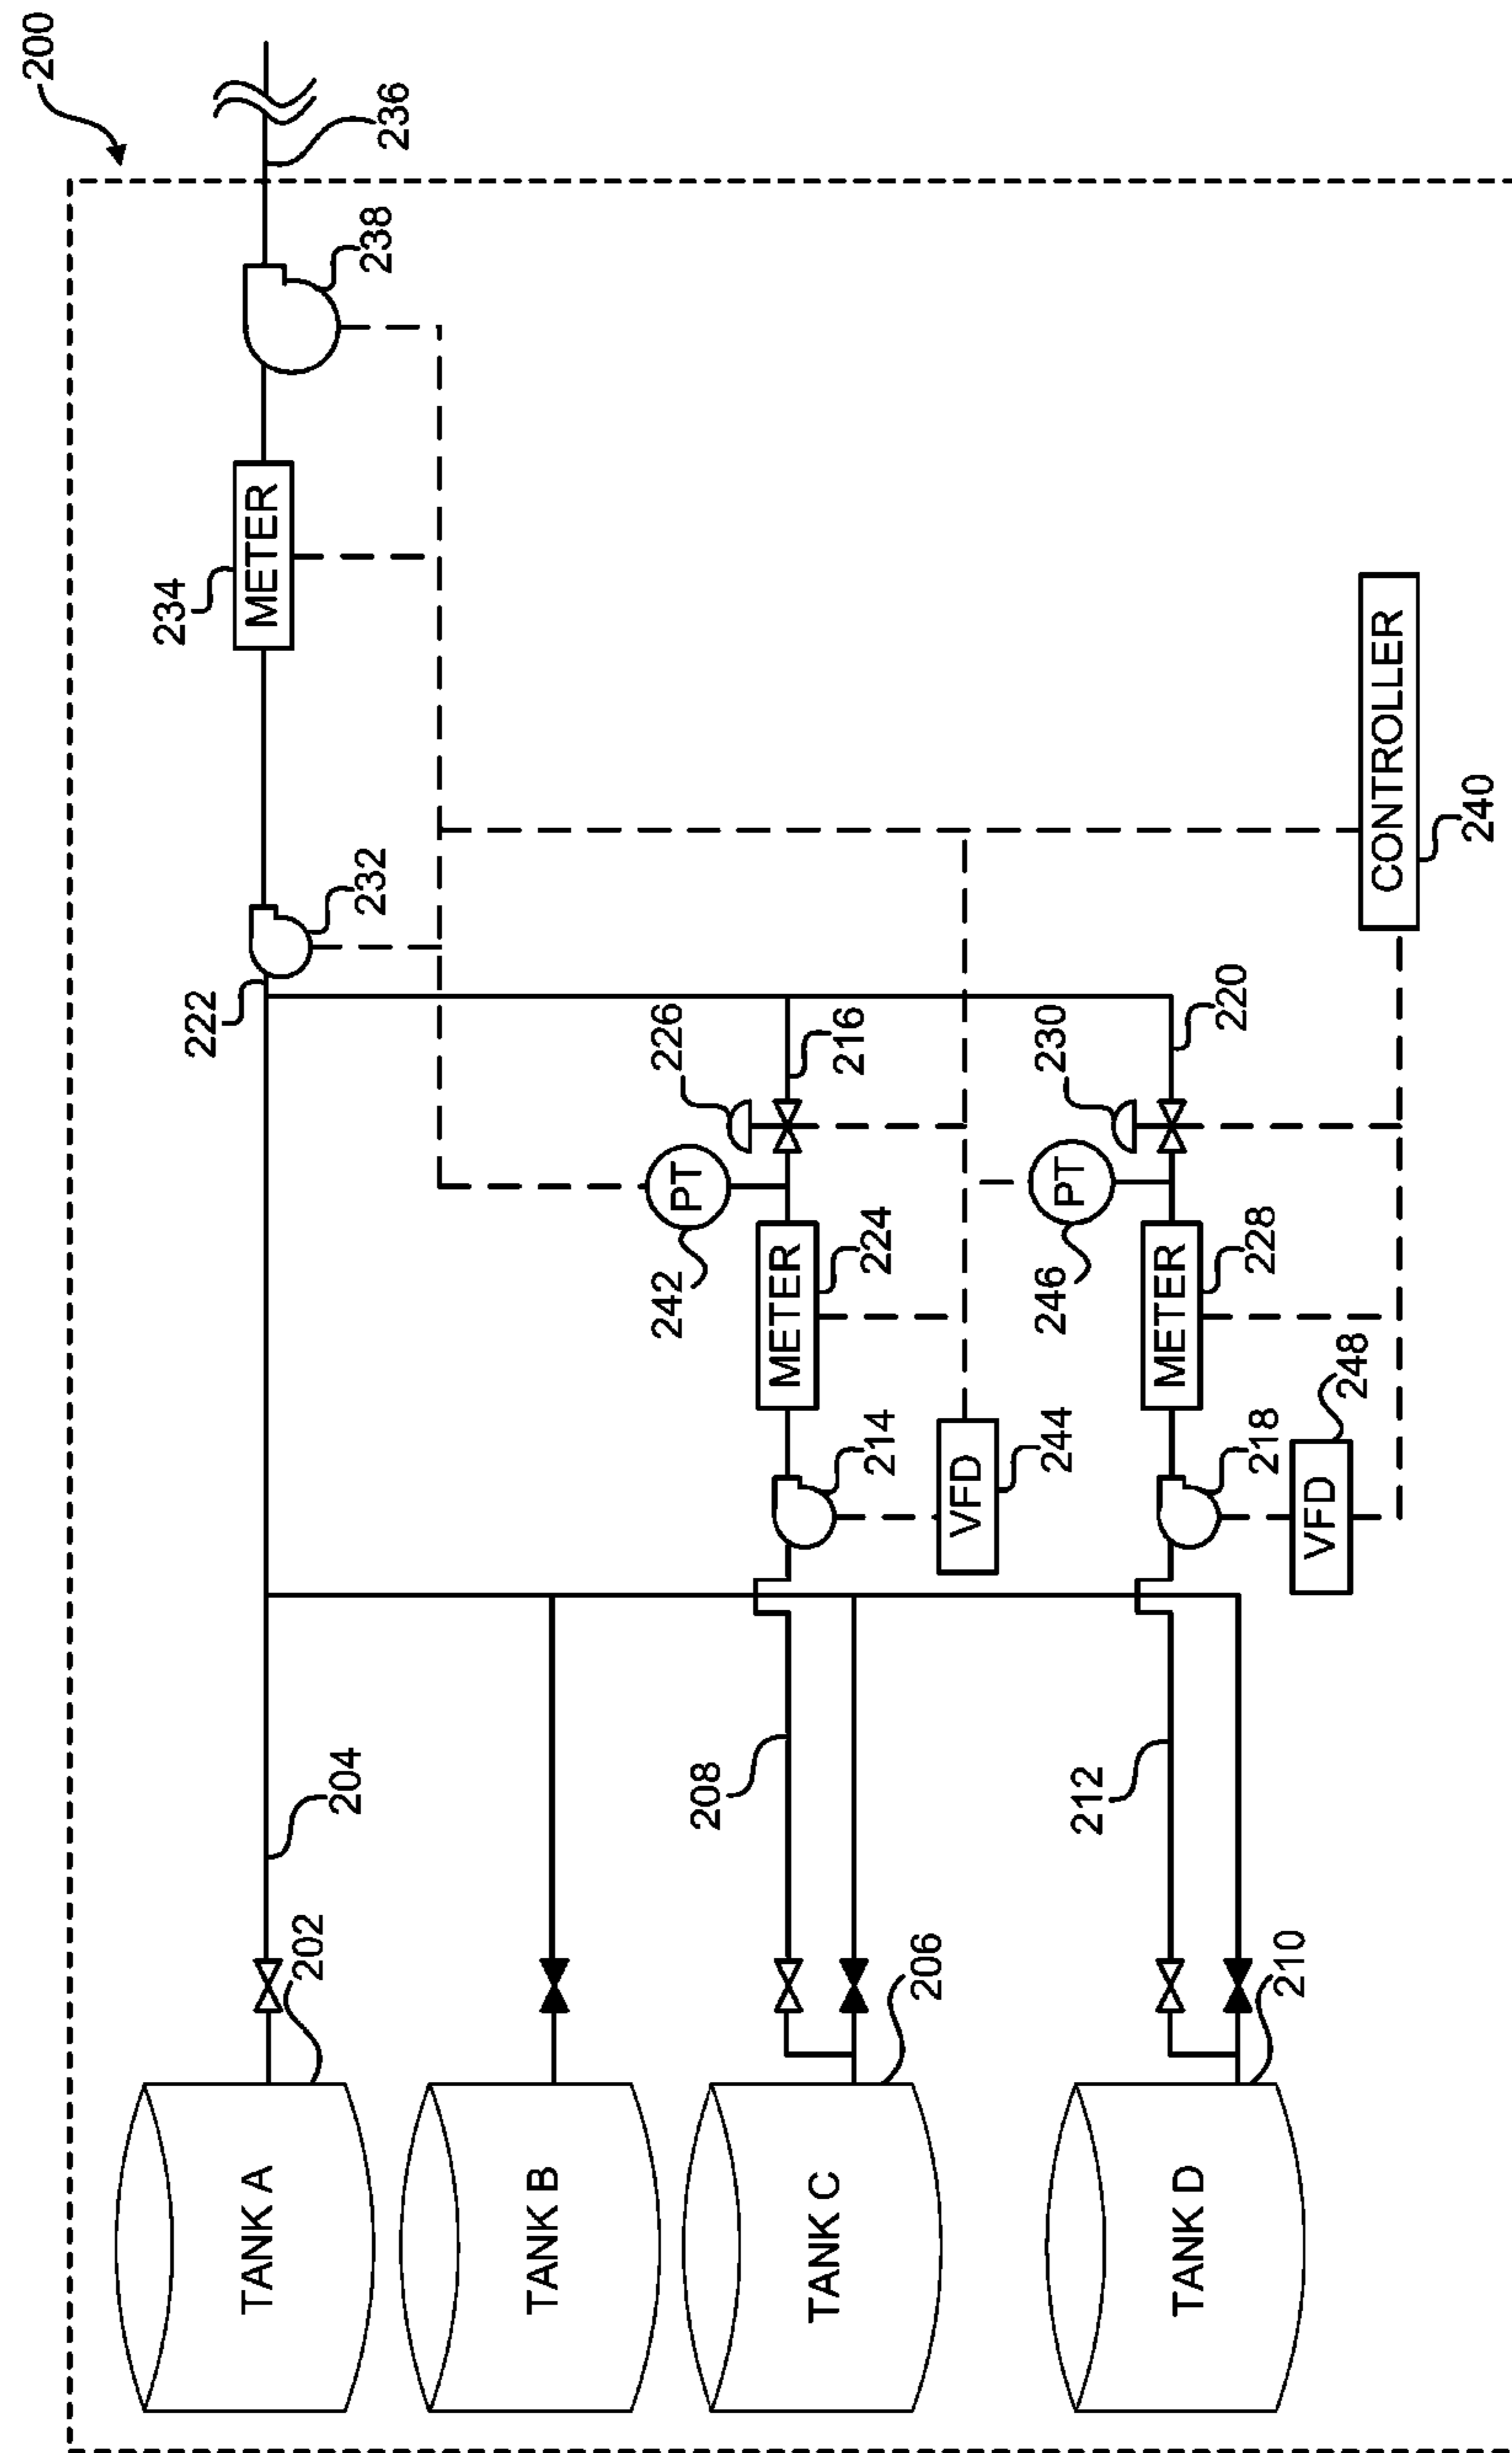 200
236
238
METER
234
232
222
226
216
230
220
PT
242
PT
246
METER
224
METER
228
CONTROLLER
240
214
VFD
244
218
VFD
248
204
208
212
202
206
210
TANK A
TANK B
TANK C
TANK D